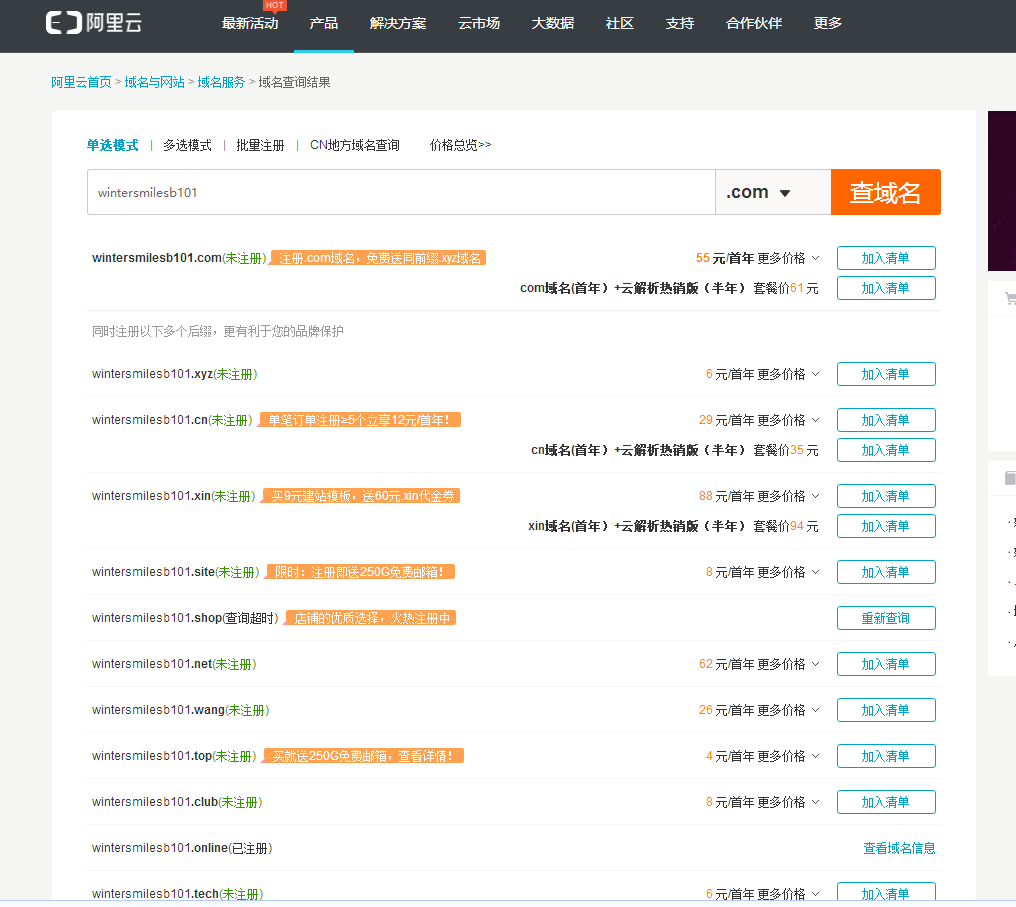 HOT
阿里云 最新活动 产品 解决方案 云市场 大数据 社区 支持 合作伙伴 更多
阿里云首页 > 域名与网站 > 域名服务 > 域名查询结果
单选模式 | 多选模式 | 批量注册 | CN地方域名查询 价格总览>>
wintersmilesb101 .com 查域名
wintersmilesb101.com(未注册) 注册.com域名，免费送同前缀.xyz域名 55 元/首年 更多价格 加入清单
com域名(首年）+云解析热销版（半年） 套餐价61元 加入清单
同时注册以下多个后缀，更有利于您的品牌保护
wintersmilesb101.xyz(未注册) 6 元/首年 更多价格 加入清单
wintersmilesb101.cn(未注册) 单笔订单注册≥5个立享12元/首年！ 29 元/首年 更多价格 加入清单
cn域名(首年）+云解析热销版（半年） 套餐价35元 加入清单
wintersmilesb101.xin(未注册) 买9元建站模板，送60元.xin代金券 88 元/首年 更多价格 加入清单
xin域名(首年）+云解析热销版（半年） 套餐价94元 加入清单
wintersmilesb101.site(未注册) 限时：注册即送250G免费邮箱！ 8 元/首年 更多价格 加入清单
wintersmilesb101.shop(查询超时) 店铺的优质选择，火热注册中 重新查询
wintersmilesb101.net(未注册) 62 元/首年 更多价格 加入清单
wintersmilesb101.wang(未注册) 26 元/首年 更多价格 加入清单
wintersmilesb101.top(未注册) 买就送250G免费邮箱，查看详情！ 4 元/首年 更多价格 加入清单
wintersmilesb101.club(未注册) 8 元/首年 更多价格 加入清单
wintersmilesb101.online(已注册) 查看域名信息
wintersmilesb101.tech(未注册) 6 元/首年 更多价格 加入清单